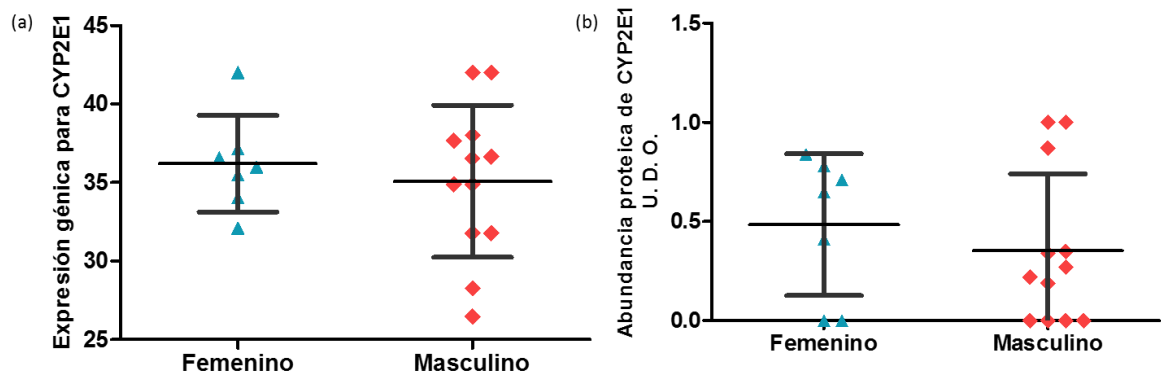 (a)
Expresión génica para CYP2E1
45
40
35
30
25
Femenino
Masculino
(b)
Abundancia proteica de CYP2E1
U. D. O.
1.5
1.0
0.5
0.0
Femenino
Masculino